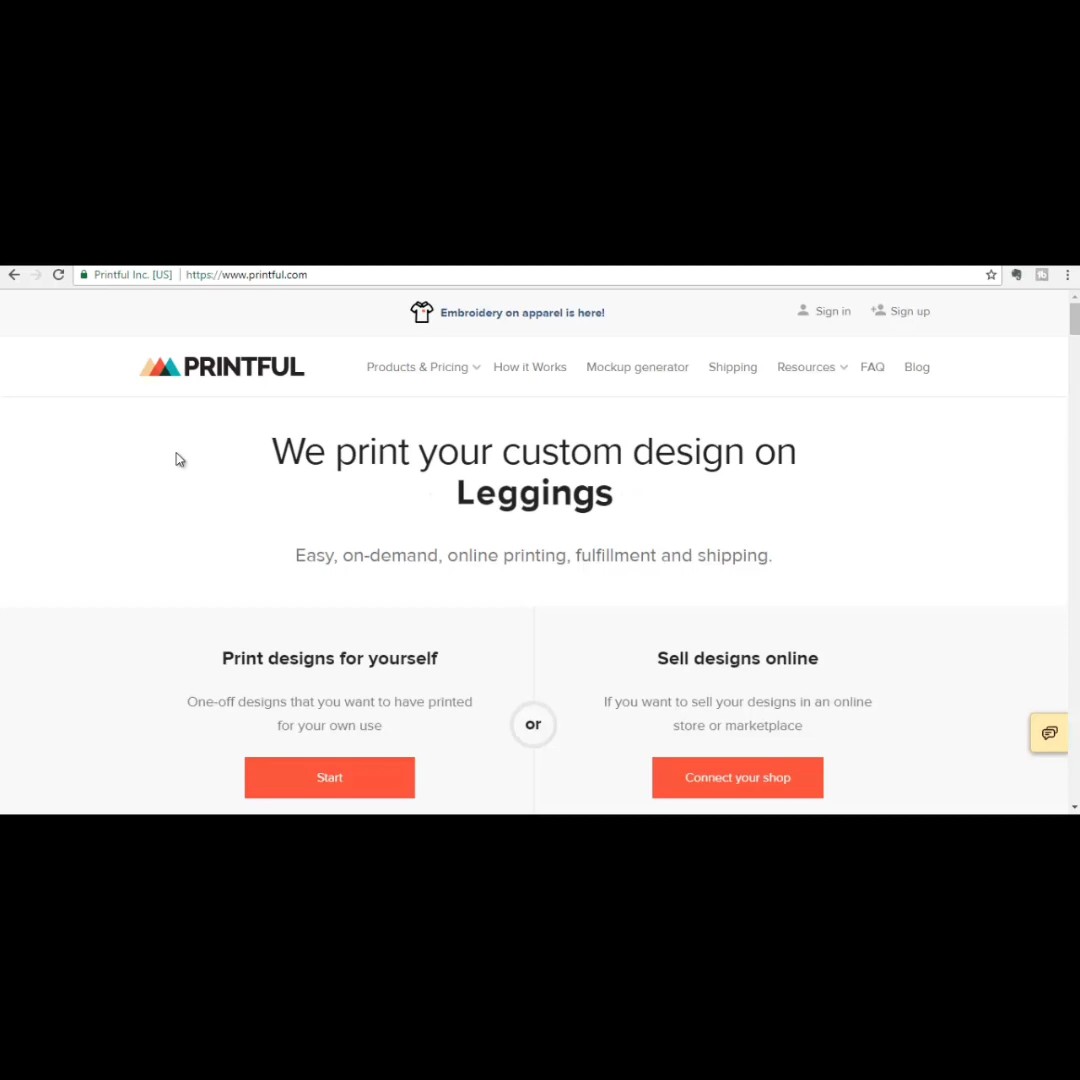 Printful Inc. [US] https://www.printful.com
Embroidery on apparel is here!
Sign in
Sign up
PRINTFUL
Products & Pricing
How it Works
Mockup generator
Shipping
Resources
FAQ
Blog
We print your custom design on
Leggings
Easy, on-demand, online printing, fulfillment and shipping.
Print designs for yourself
One-off designs that you want to have printed
for your own use
Start
or
Sell designs online
If you want to sell your designs in an online
store or marketplace
Connect your shop